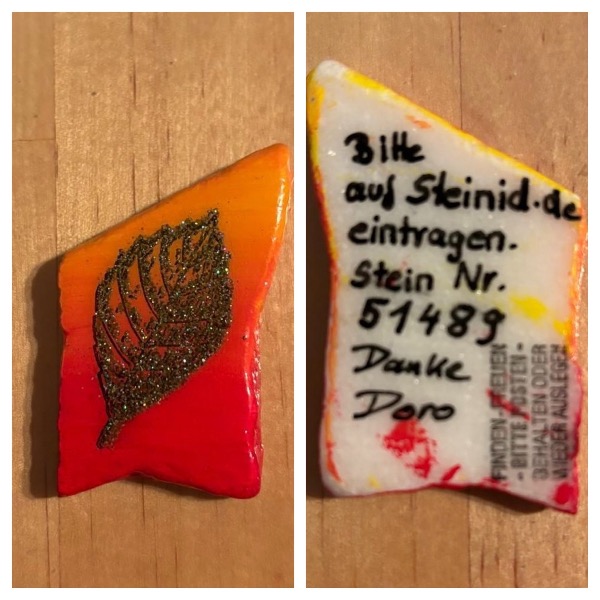 Bitte
auf Steinid.de
eintragen.
Stein Nr.
51489
Danke
Doro
FINDEN - FREUEN
- BITTE POSTEN -
BEHALTEN ODER
WIEDER AUSLEGEN